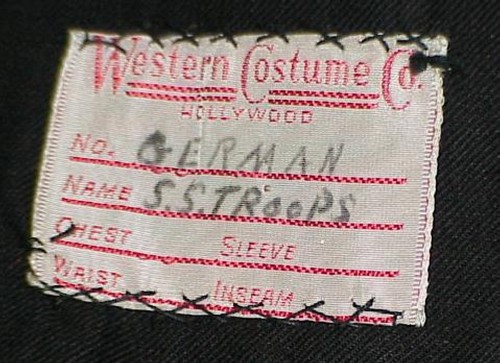 Western Costume Co.
HOLLYWOOD
NO. GERMAN
NAME S.S. TROOPS
CHEST SLEEVE
WAIST INSEAM